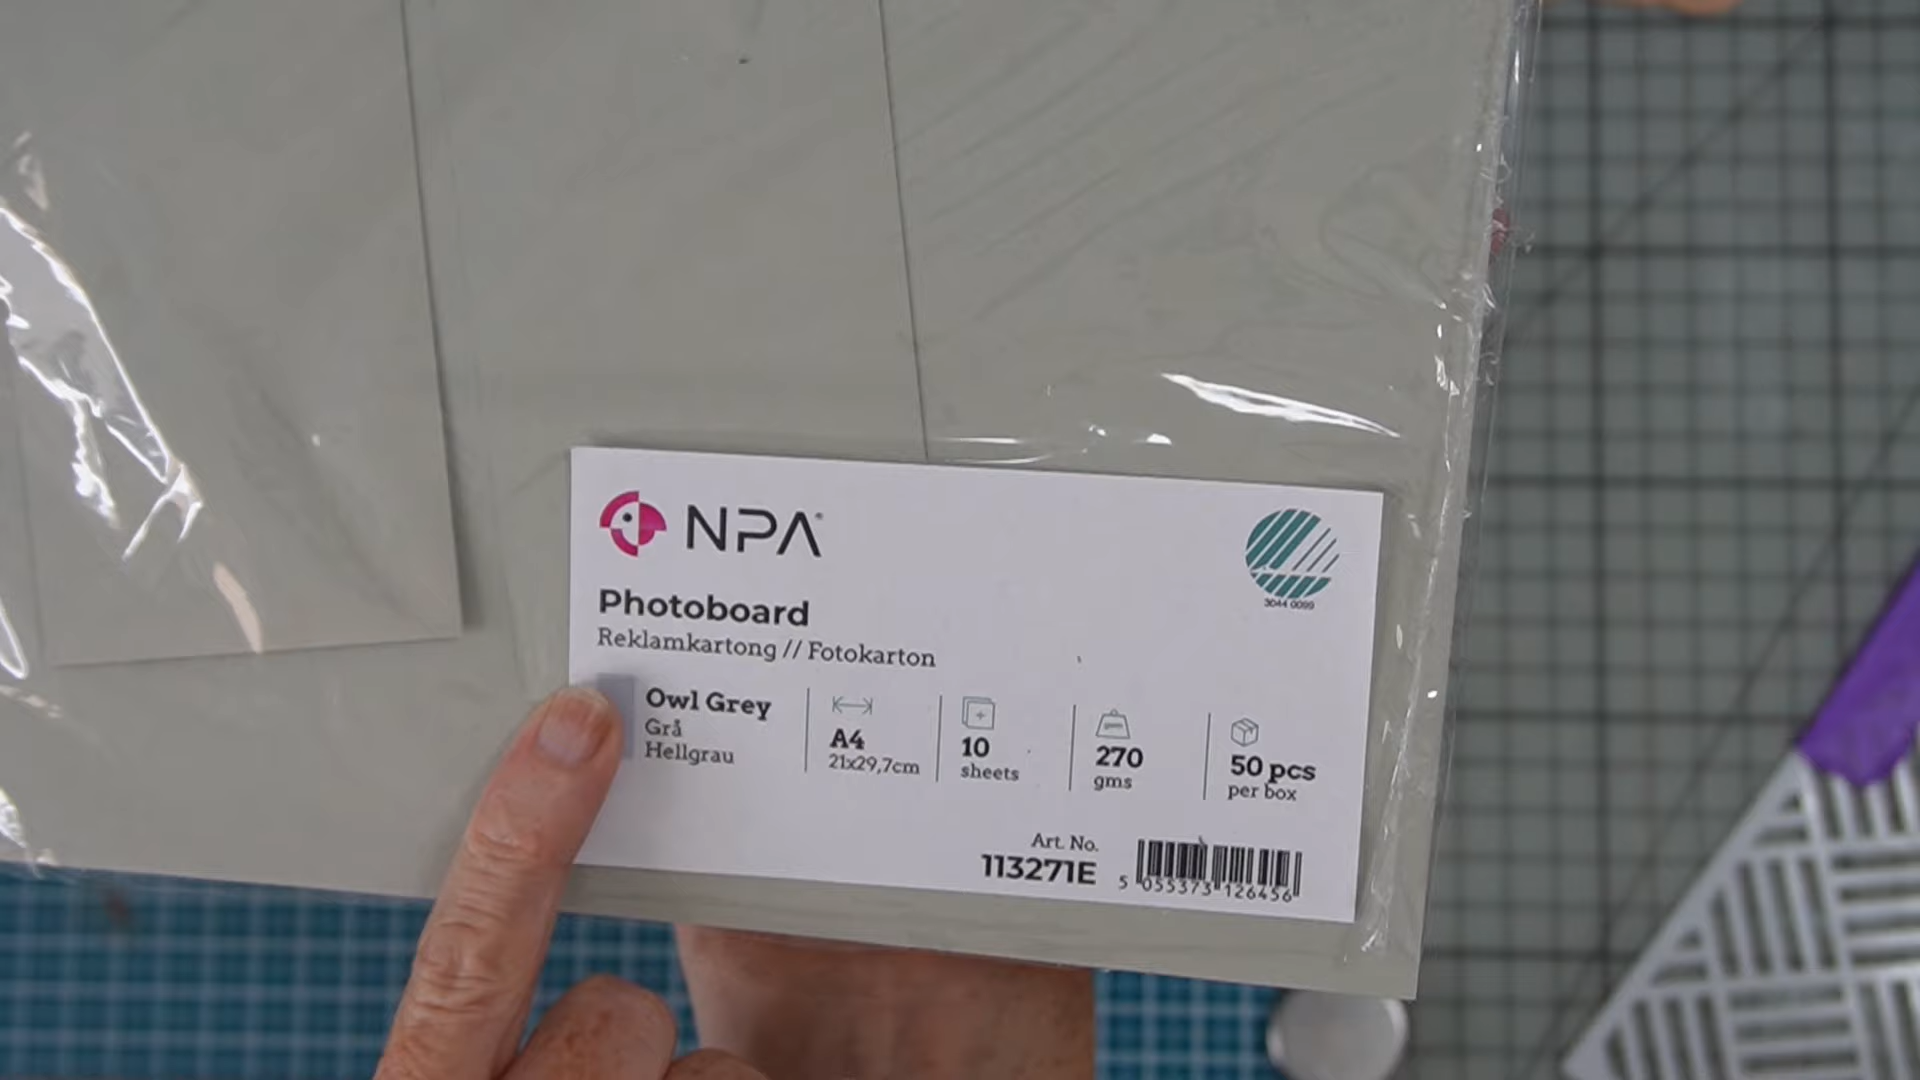 NPA
3044 0099
Photoboard
Reklamkartong // Fotokarton
Owl Grey
Grå
Hellgrau
A4
21x29,7cm
10
sheets
270
gms
50 pcs
per box
Art. No.
113271E
5 055373 126456